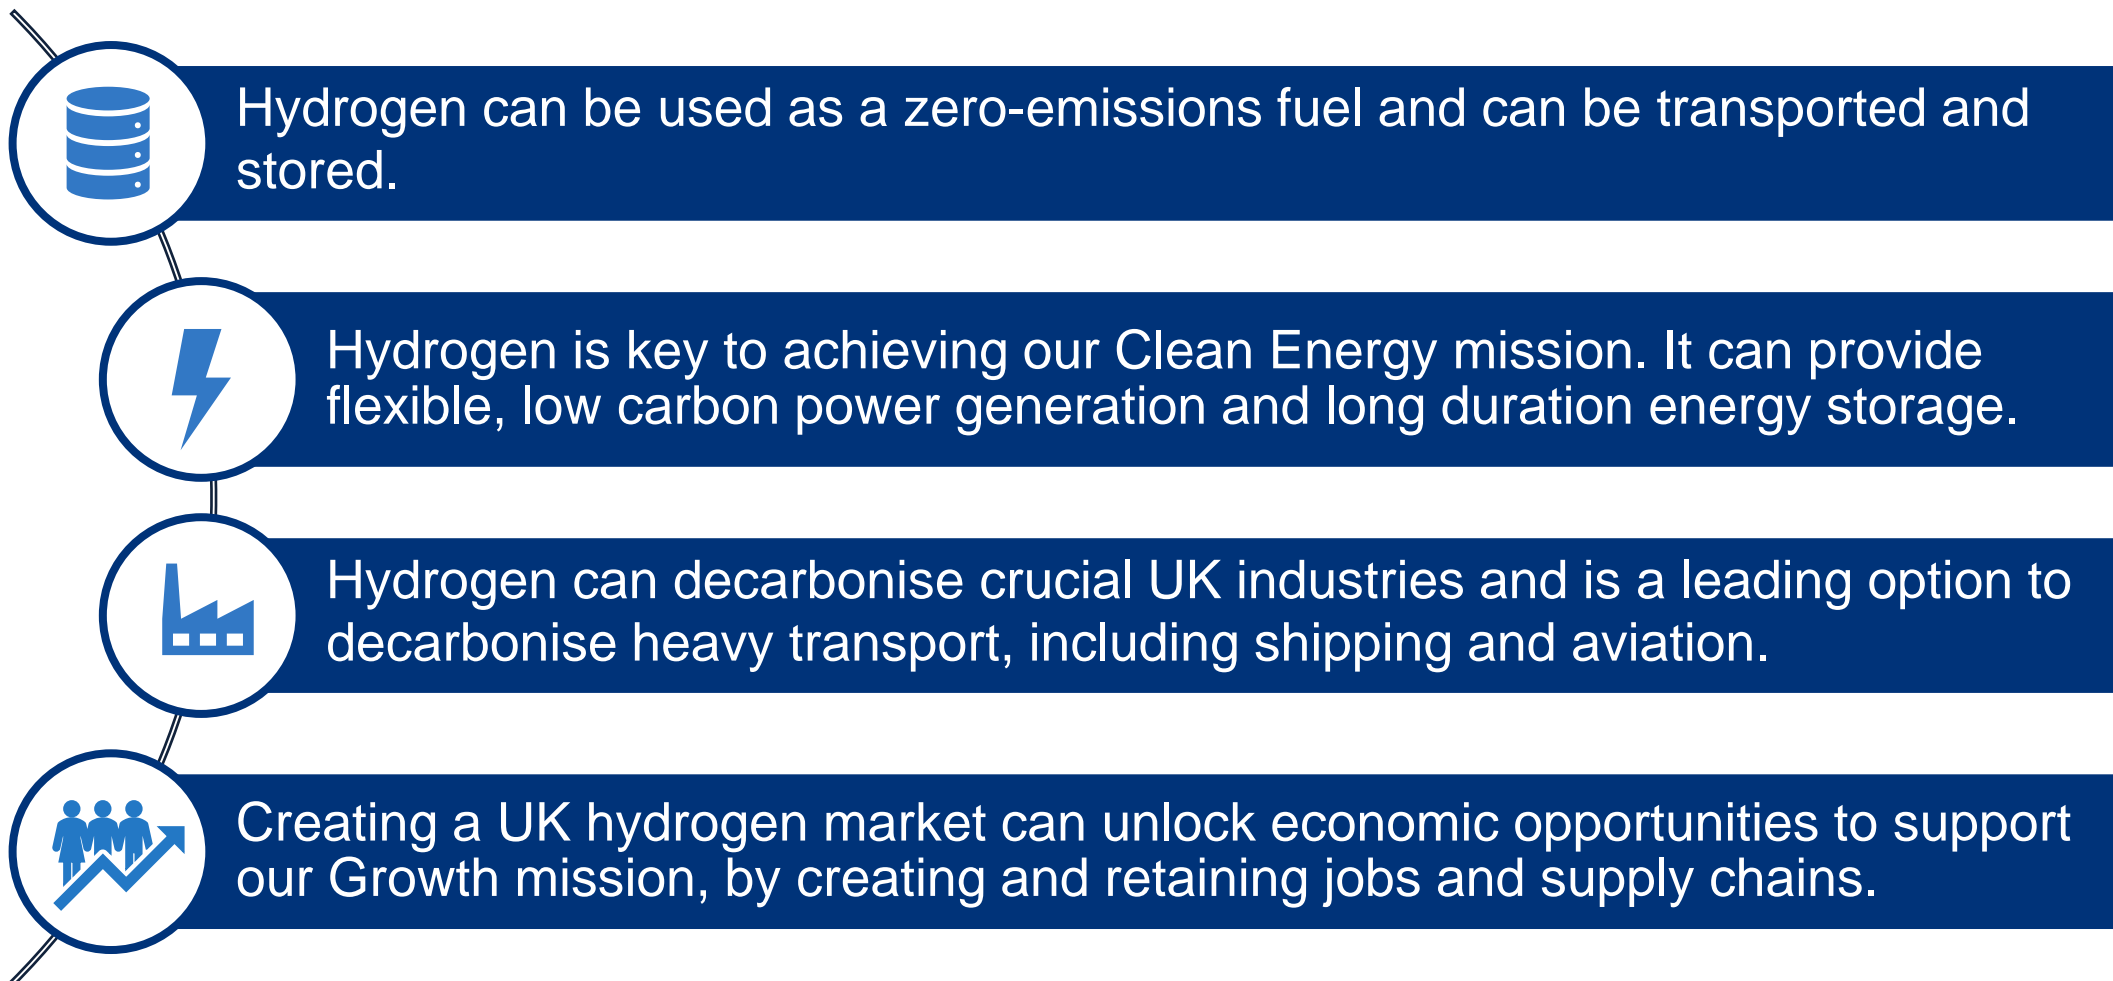 Hydrogen can be used as a zero-emissions fuel and can be transported and
stored.
Hydrogen is key to achieving our Clean Energy mission. It can provide
flexible, low carbon power generation and long duration energy storage.
Hydrogen can decarbonise crucial UK industries and is a leading option to
decarbonise heavy transport, including shipping and aviation.
Creating a UK hydrogen market can unlock economic opportunities to support
our Growth mission, by creating and retaining jobs and supply chains.